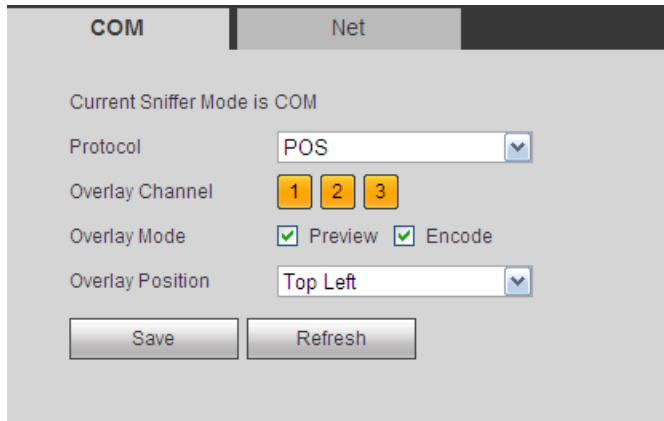 COM Net
Current Sniffer Mode is COM
Protocol POS
Overlay Channel 1 2 3
Overlay Mode Preview Encode
Overlay Position Top Left
Save Refresh